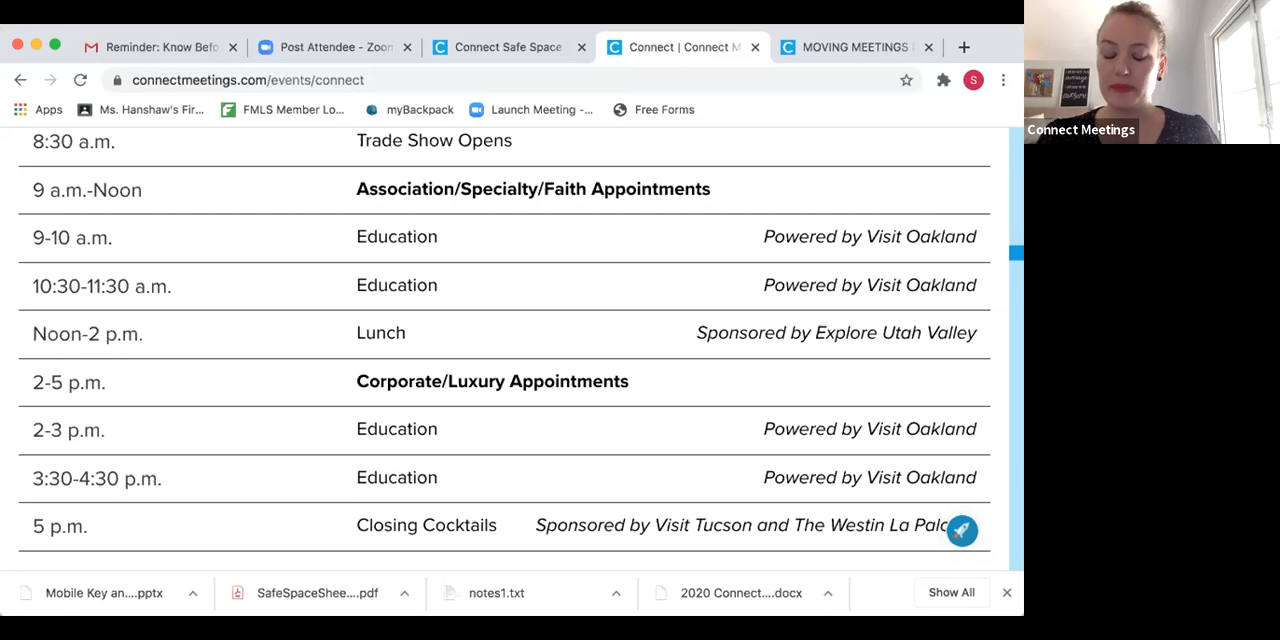 Reminder: Know Befo
Post Attendee - Zoon
Connect Safe Space
Connect | Connect M
MOVING MEETINGS
connectmeetings.com/events/connect
S
Apps
Ms. Hanshaw's Fir...
FMLS Member Lo...
myBackpack
Launch Meeting -...
Free Forms
Connect Meetings
8:30 a.m. Trade Show Opens
9 a.m.-Noon Association/Specialty/Faith Appointments
9-10 a.m. Education Powered by Visit Oakland
10:30-11:30 a.m. Education Powered by Visit Oakland
Noon-2 p.m. Lunch Sponsored by Explore Utah Valley
2-5 p.m. Corporate/Luxury Appointments
2-3 p.m. Education Powered by Visit Oakland
3:30-4:30 p.m. Education Powered by Visit Oakland
5 p.m. Closing Cocktails Sponsored by Visit Tucson and The Westin La Palo
Mobile Key an....pptx
SafeSpaceShee....pdf
notes1.txt
2020 Connect....docx
Show All